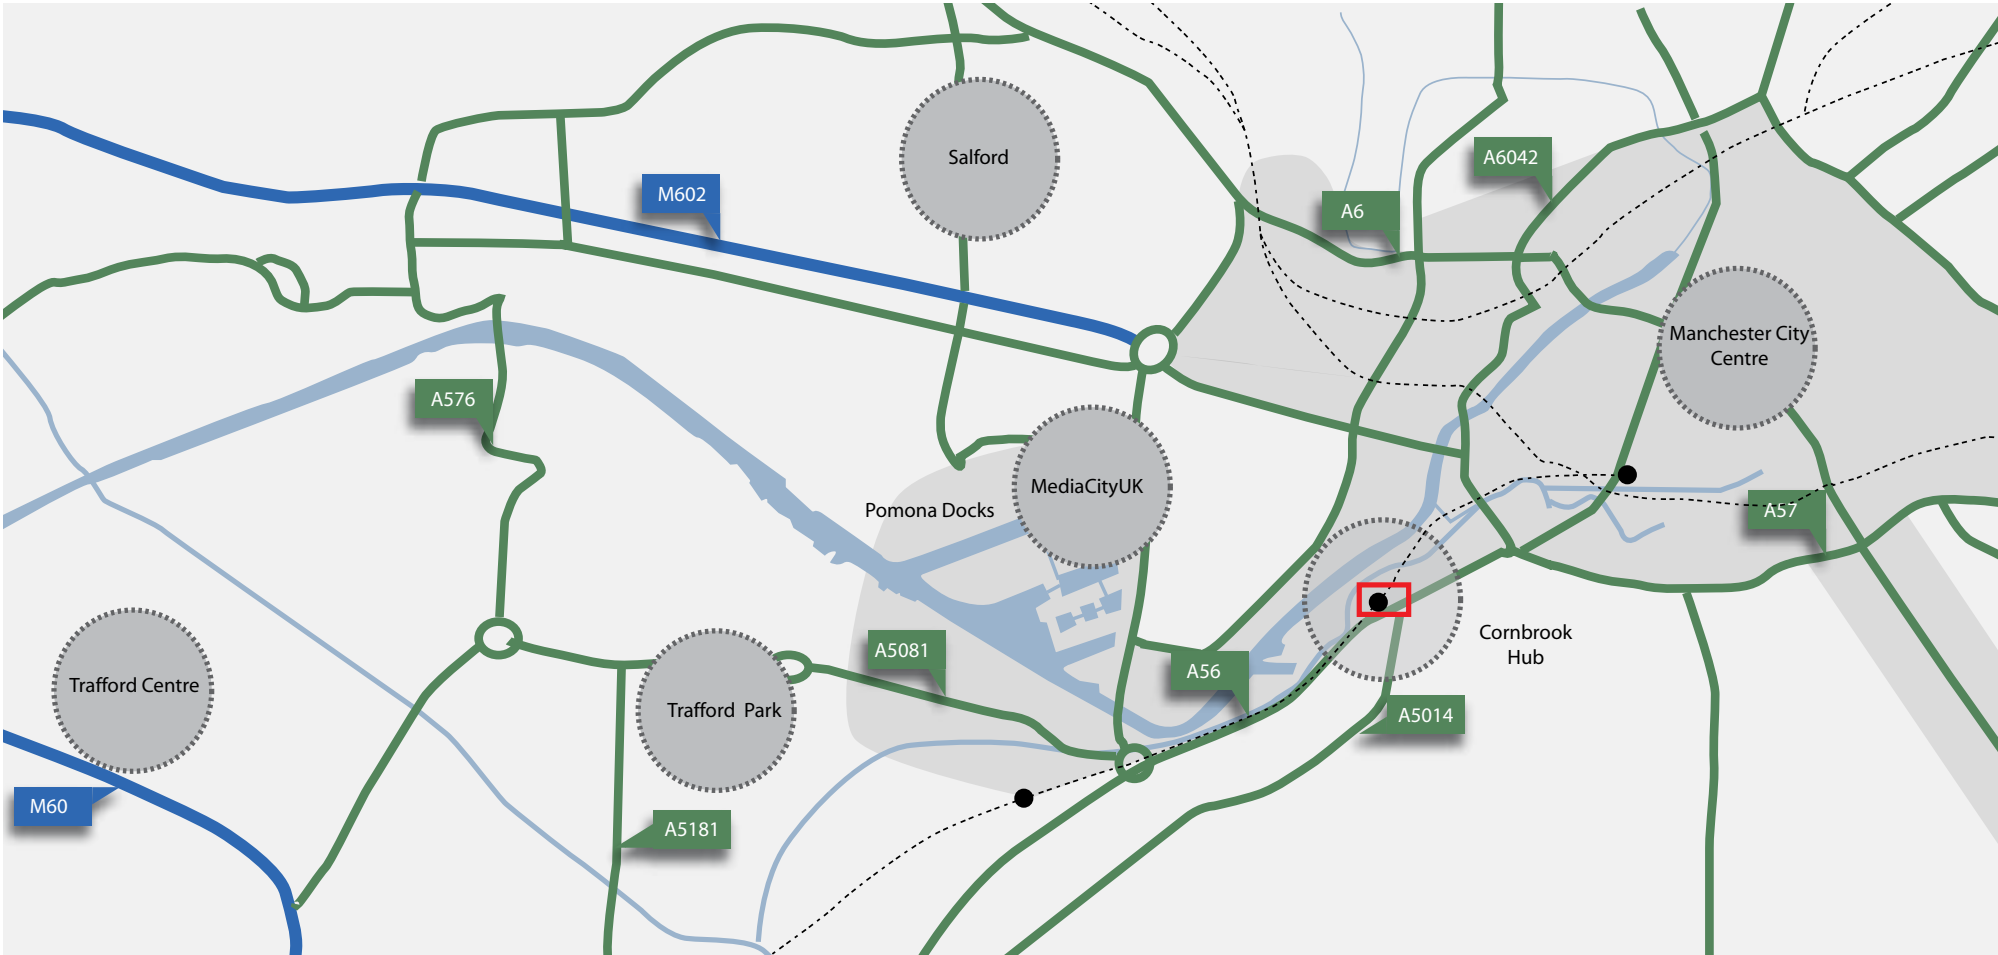 A6042
Salford
M602
A6
Manchester City
Centre
A576
MediaCityUK
Pomona Docks
A57
Cornbrook
Hub
A5081
A56
Trafford Centre
Trafford Park
A5014
M60
A5181